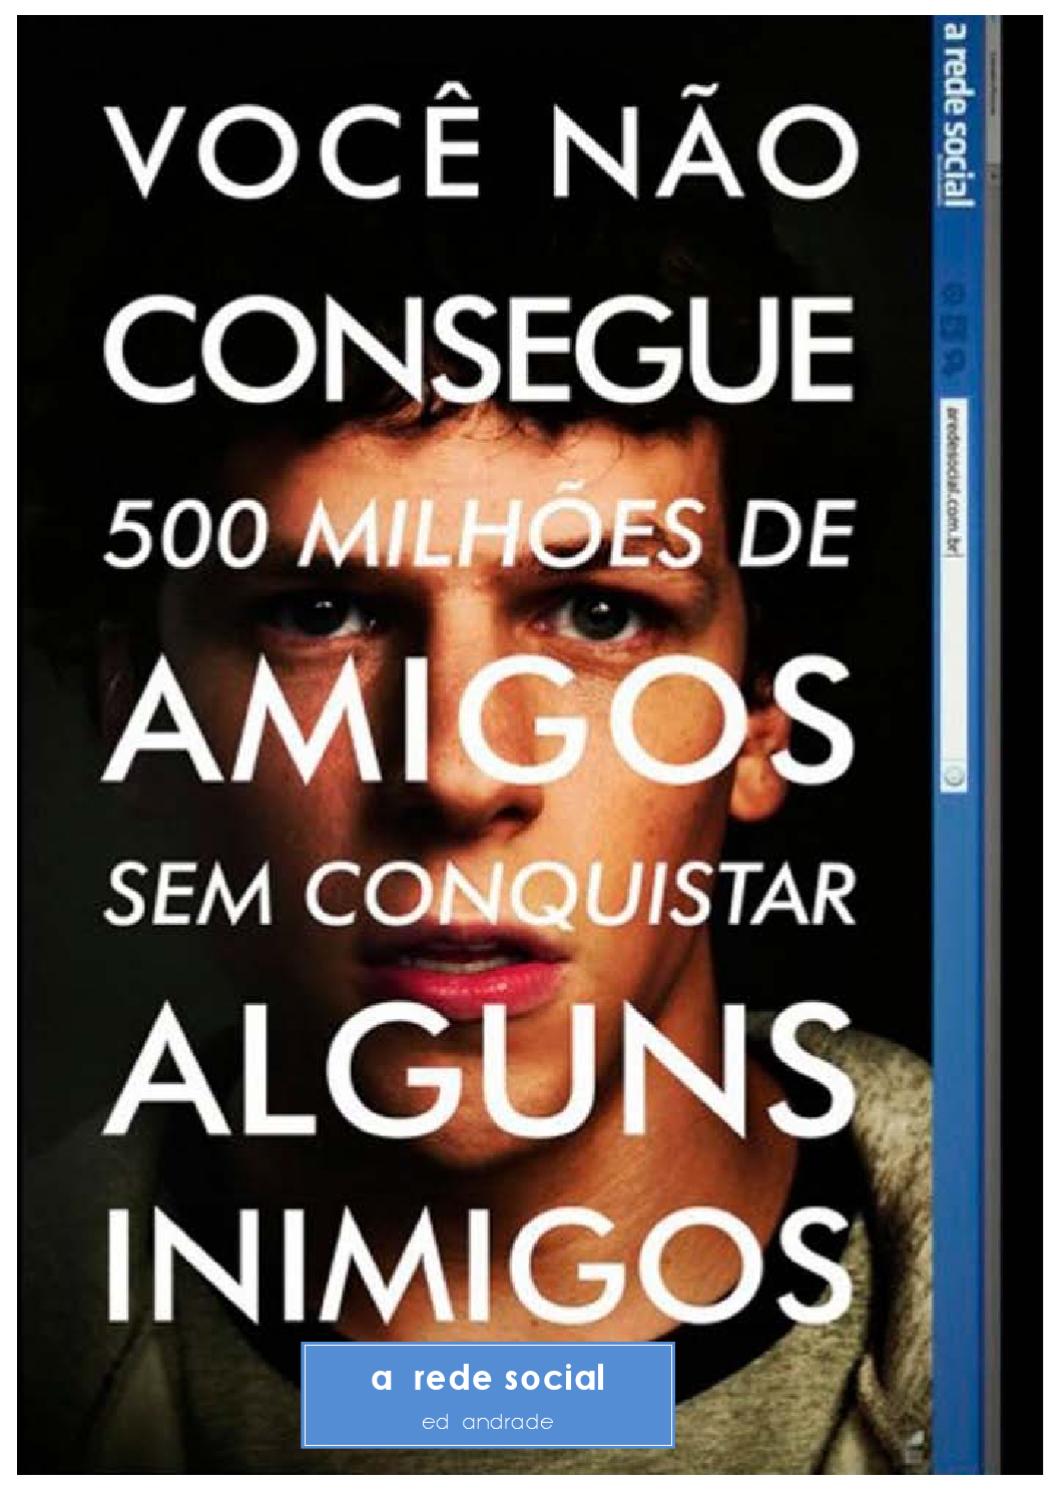 VOCÊ NÃO
CONSEGUE
500 MILHÕES DE
AMIGOS
SEM CONQUISTAR
ALGUNS
INIMIGOS
a rede social
ed andrade
a rede social
aredesocial.com.br